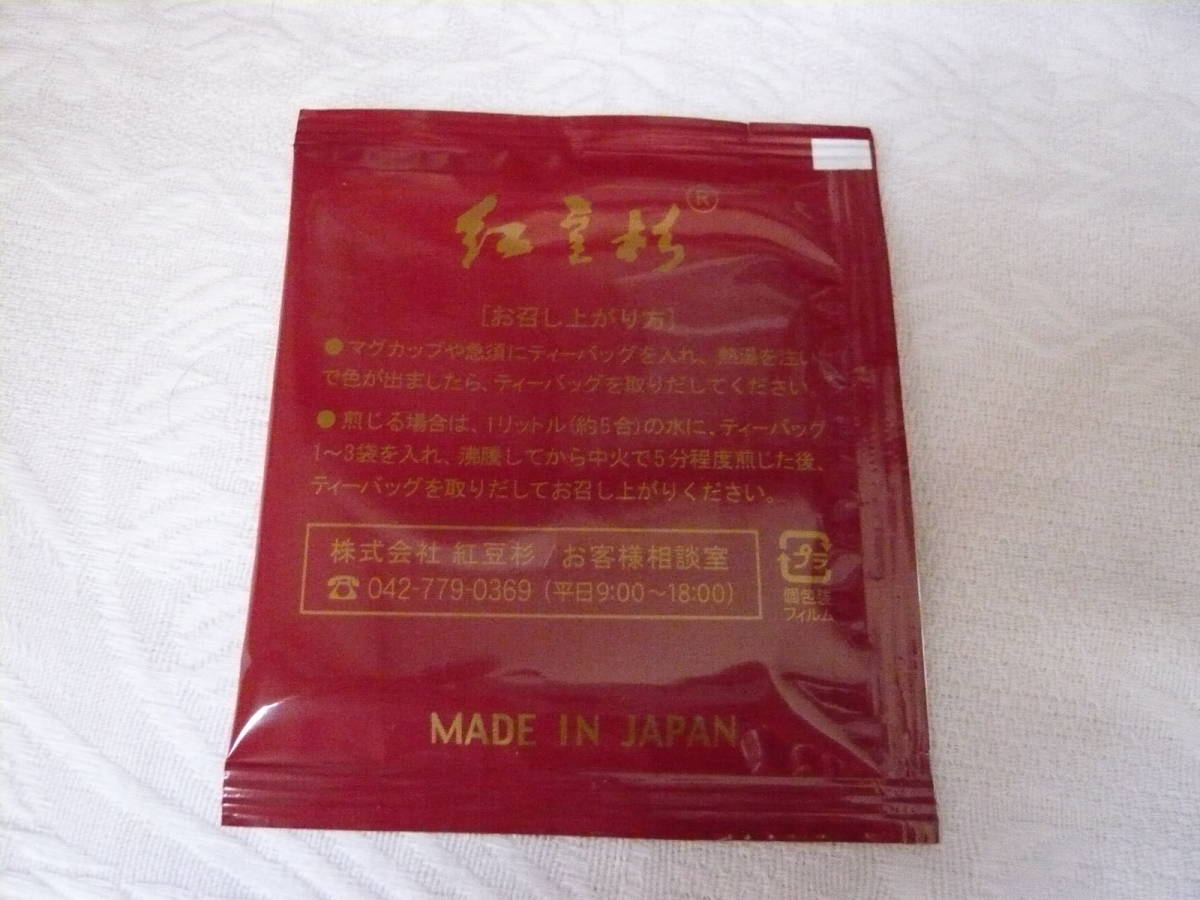 紅豆杉®
[お召し上がり方]
●マグカップや急須にティーバッグを入れ、熱湯を注い
で色が出ましたら、ティーバッグを取りだしてください
●煎じる場合は、1リットル(約5合)の水に、ティーバッグ
1〜3袋を入れ、沸騰してから中火で5分程度煎じた後、
ティーバッグを取りだしてお召し上がりください。
株式会社 紅豆杉/お客様相談室
☎ 042-779-0369 (平日9:00〜18:00)
プラ
個包装
フィルム
MADE IN JAPAN